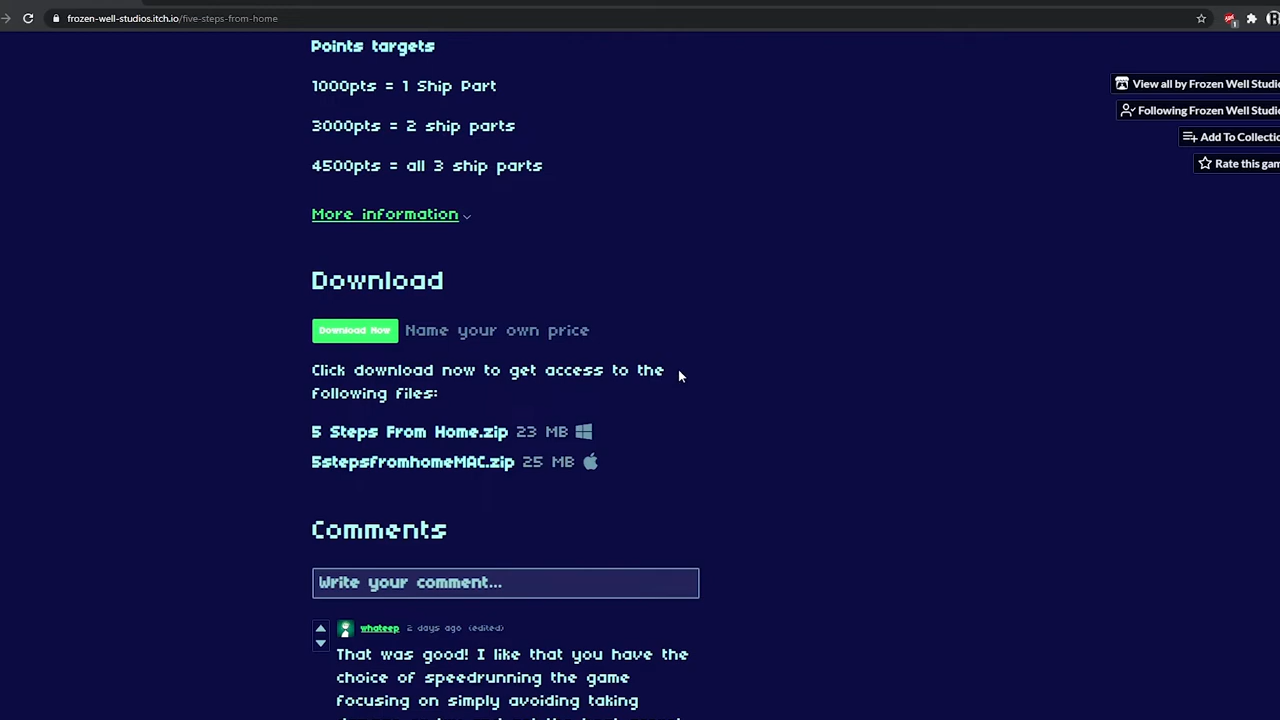 frozen-well-studios.itch.io/five-steps-from-home
Points targets
View all by Frozen Well Studio
1000pts = 1 Ship Part
Following Frozen Well Studio
3000pts = 2 ship parts
Add To Collectio
4500pts = all 3 ship parts
Rate this gam
More information
Download
Download Now Name your own price
Click download now to get access to the
following files:
5 Steps From Home.zip 23 MB
5stepsfromhomeMAC.zip 25 MB
Comments
Write your comment...
whateep 2 days ago (edited)
That was good! I like that you have the
choice of speedrunning the game
focusing on simply avoiding taking